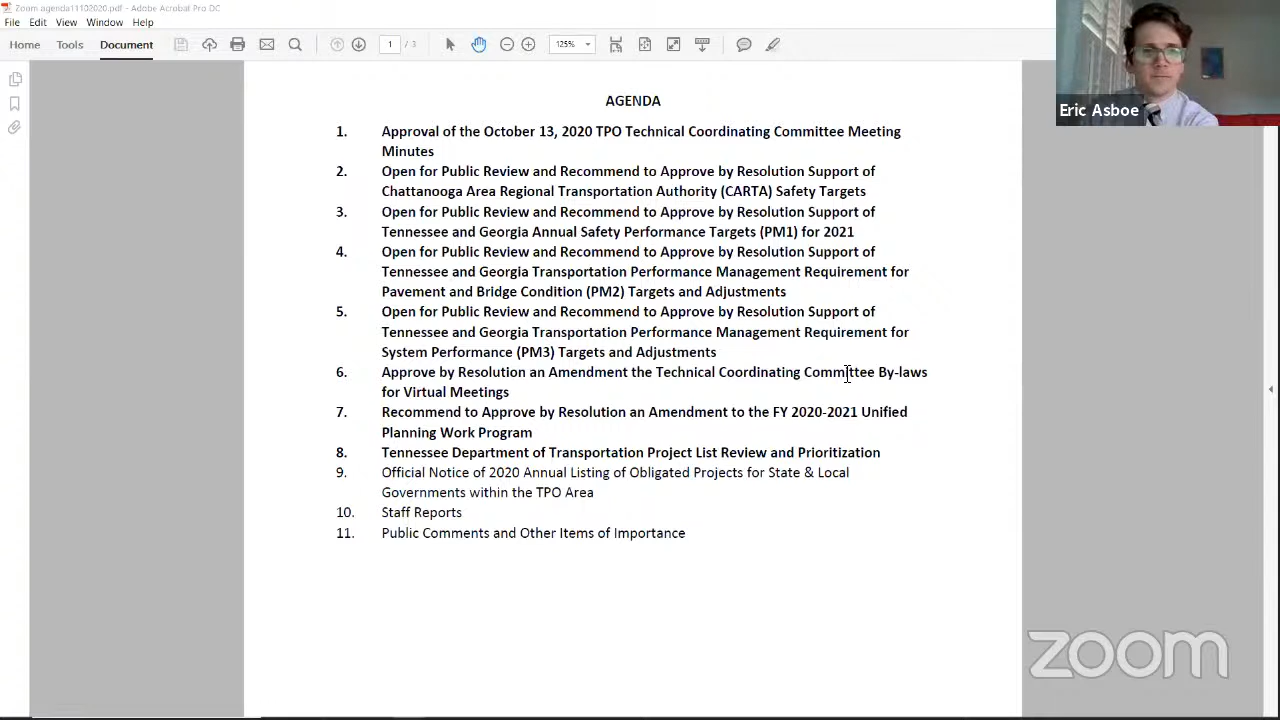 Zoom agenda11102020.pdf - Adobe Acrobat Pro DC
File Edit View Window Help
Home Tools Document 1 / 3 125%
Eric Asboe
AGENDA
1. Approval of the October 13, 2020 TPO Technical Coordinating Committee Meeting
Minutes
2. Open for Public Review and Recommend to Approve by Resolution Support of
Chattanooga Area Regional Transportation Authority (CARTA) Safety Targets
3. Open for Public Review and Recommend to Approve by Resolution Support of
Tennessee and Georgia Annual Safety Performance Targets (PM1) for 2021
4. Open for Public Review and Recommend to Approve by Resolution Support of
Tennessee and Georgia Transportation Performance Management Requirement for
Pavement and Bridge Condition (PM2) Targets and Adjustments
5. Open for Public Review and Recommend to Approve by Resolution Support of
Tennessee and Georgia Transportation Performance Management Requirement for
System Performance (PM3) Targets and Adjustments
6. Approve by Resolution an Amendment the Technical Coordinating Committee By-laws
for Virtual Meetings
7. Recommend to Approve by Resolution an Amendment to the FY 2020-2021 Unified
Planning Work Program
8. Tennessee Department of Transportation Project List Review and Prioritization
9. Official Notice of 2020 Annual Listing of Obligated Projects for State & Local
Governments within the TPO Area
10. Staff Reports
11. Public Comments and Other Items of Importance
zoom